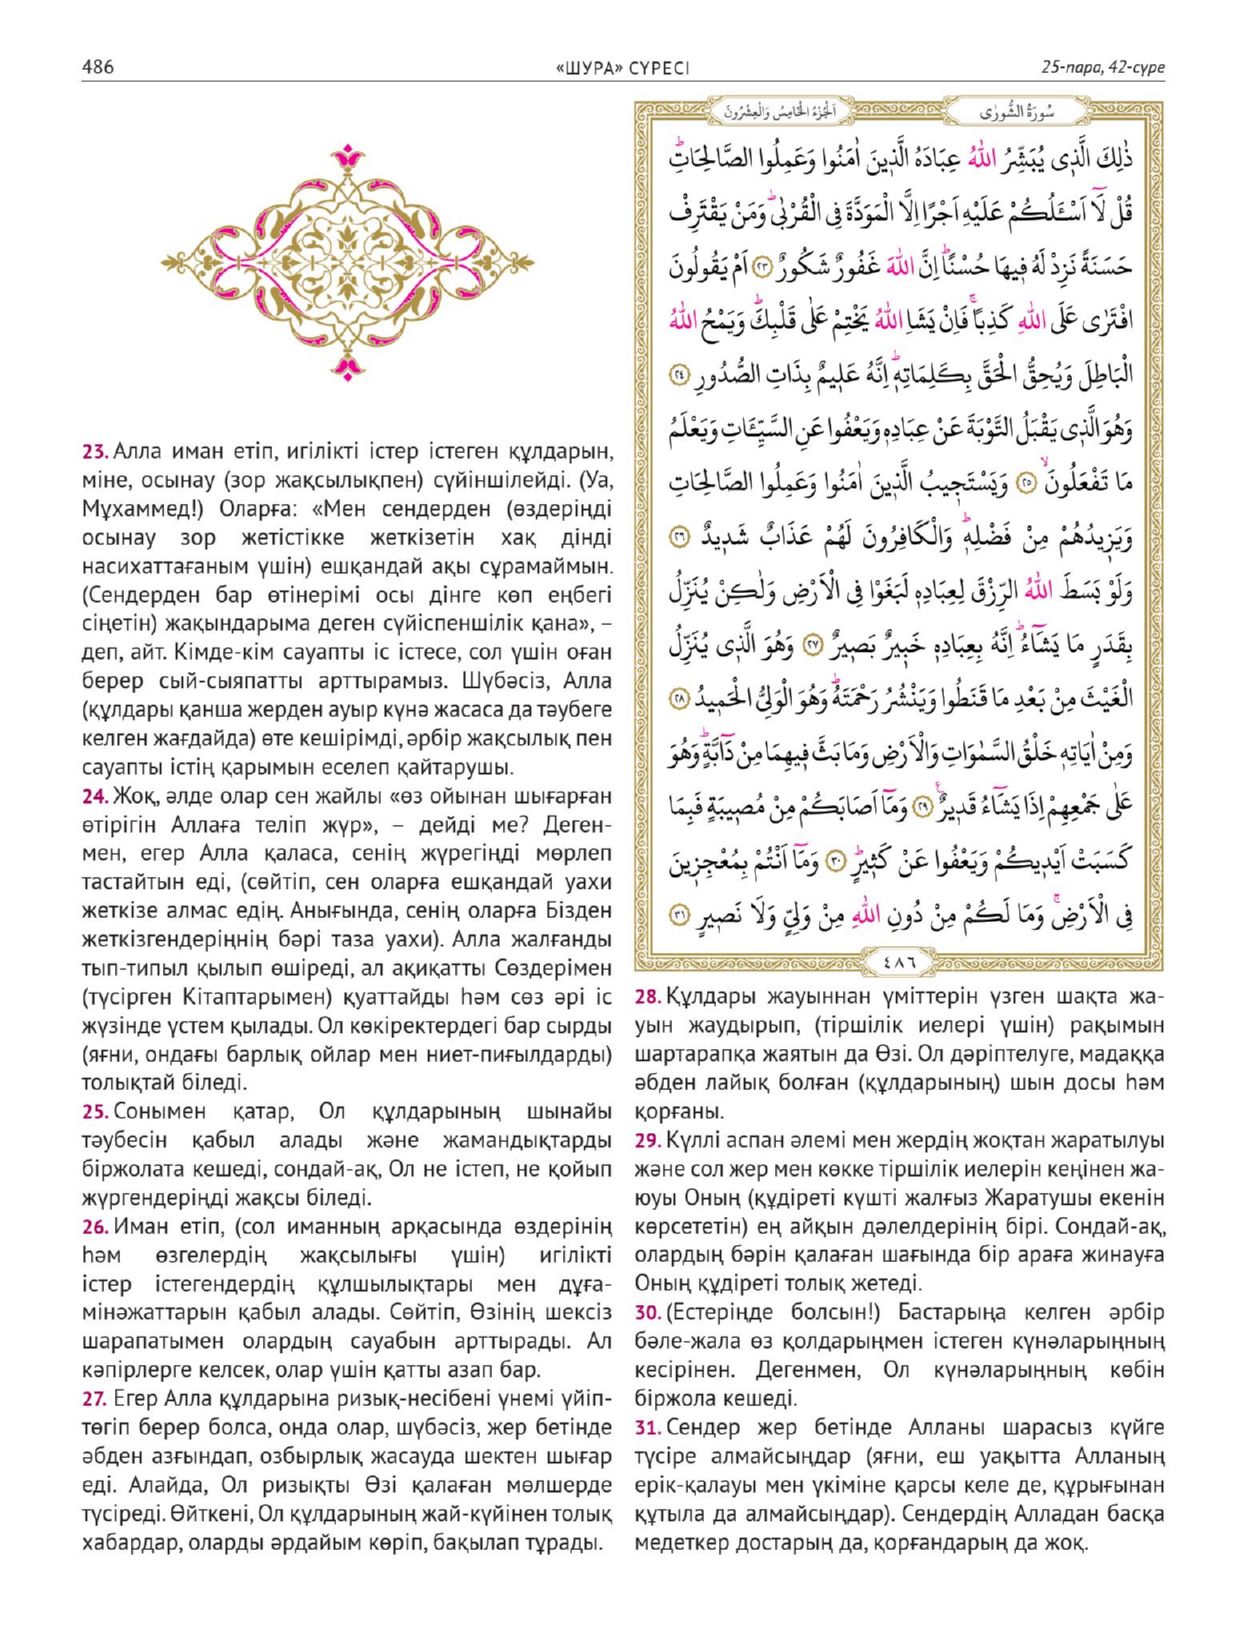 486
«ШУРА» СҮРЕСІ
25-пара, 42-сүре
سُورَةُ الشُّورٰى
اَلْجُزْءُ الْخَامِسُ وَالْعِشْرُونَ
ذٰلِكَ الَّذٖى يُبَشِّرُ اللّٰهُ عِبَادَهُ الَّذٖينَ اٰمَنُوا وَعَمِلُوا الصَّالِحَاتِؕ
قُلْ لَٓا اَسْـَٔلُكُمْ عَلَيْهِ اَجْرًا اِلَّا الْمَوَدَّةَ فِى الْقُرْبٰىؕ وَمَنْ يَقْتَرِفْ
حَسَنَةً نَزِدْ لَهُ فٖيهَا حُسْنًاؕ اِنَّ اللّٰهَ غَفُورٌ شَكُورٌ ﴿٢٣﴾ اَمْ يَقُولُونَ
افْتَرٰى عَلَى اللّٰهِ كَذِبًاۚ فَاِنْ يَشَاِ اللّٰهُ يَخْتِمْ عَلٰى قَلْبِكَؕ وَيَمْحُ اللّٰهُ
الْبَاطِلَ وَيُحِقُّ الْحَقَّ بِكَلِمَاتِهٖؕ اِنَّهُ عَلٖيمٌ بِذَاتِ الصُّدُورِ ﴿٢٤﴾
وَهُوَ الَّذٖى يَقْبَلُ التَّوْبَةَ عَنْ عِبَادِهٖ وَيَعْفُوا عَنِ السَّيِّـَٔاتِ وَيَعْلَمُ
مَا تَفْعَلُونَۙ ﴿٢٥﴾ وَيَسْتَجٖيبُ الَّذٖينَ اٰمَنُوا وَعَمِلُوا الصَّالِحَاتِ
وَيَزٖيدُهُمْ مِنْ فَضْلِهٖؕ وَالْكَافِرُونَ لَهُمْ عَذَابٌ شَدٖيدٌ ﴿٢٦﴾
وَلَوْ بَسَطَ اللّٰهُ الرِّزْقَ لِعِبَادِهٖ لَبَغَوْا فِى الْاَرْضِ وَلٰكِنْ يُنَزِّلُ
بِقَدَرٍ مَا يَشَٓاءُؕ اِنَّهُ بِعِبَادِهٖ خَبٖيرٌ بَصٖيرٌ ﴿٢٧﴾ وَهُوَ الَّذٖى يُنَزِّلُ
الْغَيْثَ مِنْ بَعْدِ مَا قَنَطُوا وَيَنْشُرُ رَحْمَتَهُؕ وَهُوَ الْوَلِىُّ الْحَمٖيدُ ﴿٢٨﴾
وَمِنْ اٰيَاتِهٖ خَلْقُ السَّمٰوَاتِ وَالْاَرْضِ وَمَا بَثَّ فٖيهِمَا مِنْ دَٓابَّةٍؕ وَهُوَ
عَلٰى جَمْعِهِمْ اِذَا يَشَٓاءُ قَدٖيرٌۚ ﴿٢٩﴾ وَمَٓا اَصَابَكُمْ مِنْ مُصٖيبَةٍ فَبِمَا
كَسَبَتْ اَيْدٖيكُمْ وَيَعْفُوا عَنْ كَثٖيرٍؕ ﴿٣٠﴾ وَمَٓا اَنْتُمْ بِمُعْجِزٖينَ
فِى الْاَرْضِۚ وَمَا لَكُمْ مِنْ دُونِ اللّٰهِ مِنْ وَلِىٍّ وَلَا نَصٖيرٍ ﴿٣١﴾
٤٨٦
23. Алла иман етіп, игілікті істер істеген құлдарын,
міне, осынау (зор жақсылықпен) сүйіншілейді. (Уа,
Мұхаммед!) Оларға: «Мен сендерден (өздеріңді
осынау зор жетістікке жеткізетін хақ дінді
насихаттағаным үшін) ешқандай ақы сұрамаймын.
(Сендерден бар өтінерімі осы дінге көп еңбегі
сіңетін) жақындарыма деген сүйіспеншілік қана», –
деп, айт. Кімде-кім сауапты іс істесе, сол үшін оған
берер сый-сыяпатты арттырамыз. Шүбәсіз, Алла
(құлдары қанша жерден ауыр күнә жасаса да тәубеге
келген жағдайда) өте кешірімді, әрбір жақсылық пен
сауапты істің қарымын еселеп қайтарушы.
24. Жоқ, әлде олар сен жайлы «өз ойынан шығарған
өтірігін Аллаға теліп жүр», – дейді ме? Деген-
мен, егер Алла қаласа, сенің жүрегіңді мөрлеп
тастайтын еді, (сөйтіп, сен оларға ешқандай уахи
жеткізе алмас едің. Анығында, сенің оларға Бізден
жеткізгендеріңнің бәрі таза уахи). Алла жалғанды
тып-типыл қылып өшіреді, ал ақиқатты Сөздерімен
(түсірген Кітаптарымен) қуаттайды һәм сөз әрі іс
жүзінде үстем қылады. Ол көкіректердегі бар сырды
(яғни, ондағы барлық ойлар мен ниет-пиғылдарды)
толықтай біледі.
25. Сонымен қатар, Ол құлдарының шынайы
тәубесін қабыл алады және жамандықтарды
біржолата кешеді, сондай-ақ, Ол не істеп, не қойып
жүргендеріңді жақсы біледі.
26. Иман етіп, (сол иманның арқасында өздерінің
һәм өзгелердің жақсылығы үшін) игілікті
істер істегендердің құлшылықтары мен дұға-
мінәжаттарын қабыл алады. Сөйтіп, Өзінің шексіз
шарапатымен олардың сауабын арттырады. Ал
кәпірлерге келсек, олар үшін қатты азап бар.
27. Егер Алла құлдарына ризық-несібені үнемі үйіп-
төгіп берер болса, онда олар, шүбәсіз, жер бетінде
әбден азғындап, озбырлық жасауда шектен шығар
еді. Алайда, Ол ризықты Өзі қалаған мөлшерде
түсіреді. Өйткені, Ол құлдарының жай-күйінен толық
хабардар, оларды әрдайым көріп, бақылап тұрады.
28. Құлдары жауыннан үміттерін үзген шақта жа-
уын жаудырып, (тіршілік иелері үшін) рақымын
шартарапқа жаятын да Өзі. Ол дәріптелуге, мадаққа
әбден лайық болған (құлдарының) шын досы һәм
қорғаны.
29. Күллі аспан әлемі мен жердің жоқтан жаратылуы
және сол жер мен көкке тіршілік иелерін кеңінен жа-
юуы Оның (құдіреті күшті жалғыз Жаратушы екенін
көрсететін) ең айқын дәлелдерінің бірі. Сондай-ақ,
олардың бәрін қалаған шағында бір араға жинауға
Оның құдіреті толық жетеді.
30. (Естеріңде болсын!) Бастарыңа келген әрбір
бәле-жала өз қолдарыңмен істеген күнәларыңның
кесірінен. Дегенмен, Ол күнәларыңның көбін
біржола кешеді.
31. Сендер жер бетінде Алланы шарасыз күйге
түсіре алмайсыңдар (яғни, еш уақытта Алланың
ерік-қалауы мен үкіміне қарсы келе де, құрығынан
құтыла да алмайсыңдар). Сендердің Алладан басқа
медеткер достарың да, қорғандарың да жоқ.